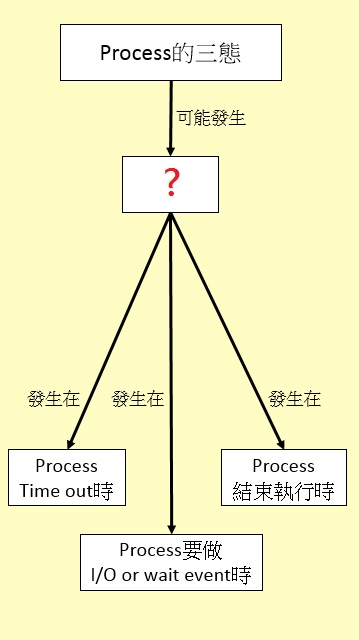 Process的三態
可能發生
?
發生在
發生在
發生在
Process
Time out時
Process
結束執行時
Process要做
I/O or wait event時